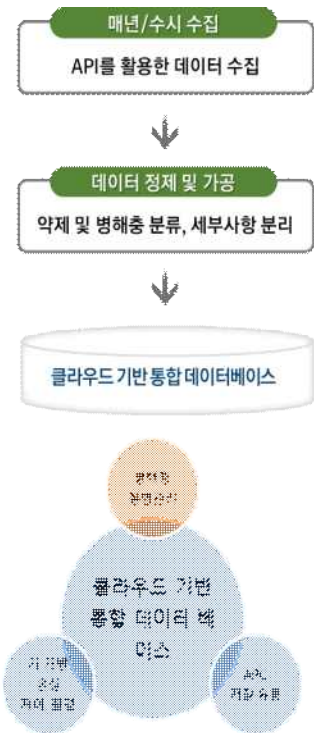 매년/수시 수집
API를 활용한 데이터 수집
데이터 정제 및 가공
약제 및 병해충 분류, 세부사항 분리
클라우드 기반 통합 데이터베이스
클라우드 기반
통합 데이터 베
이스
기반